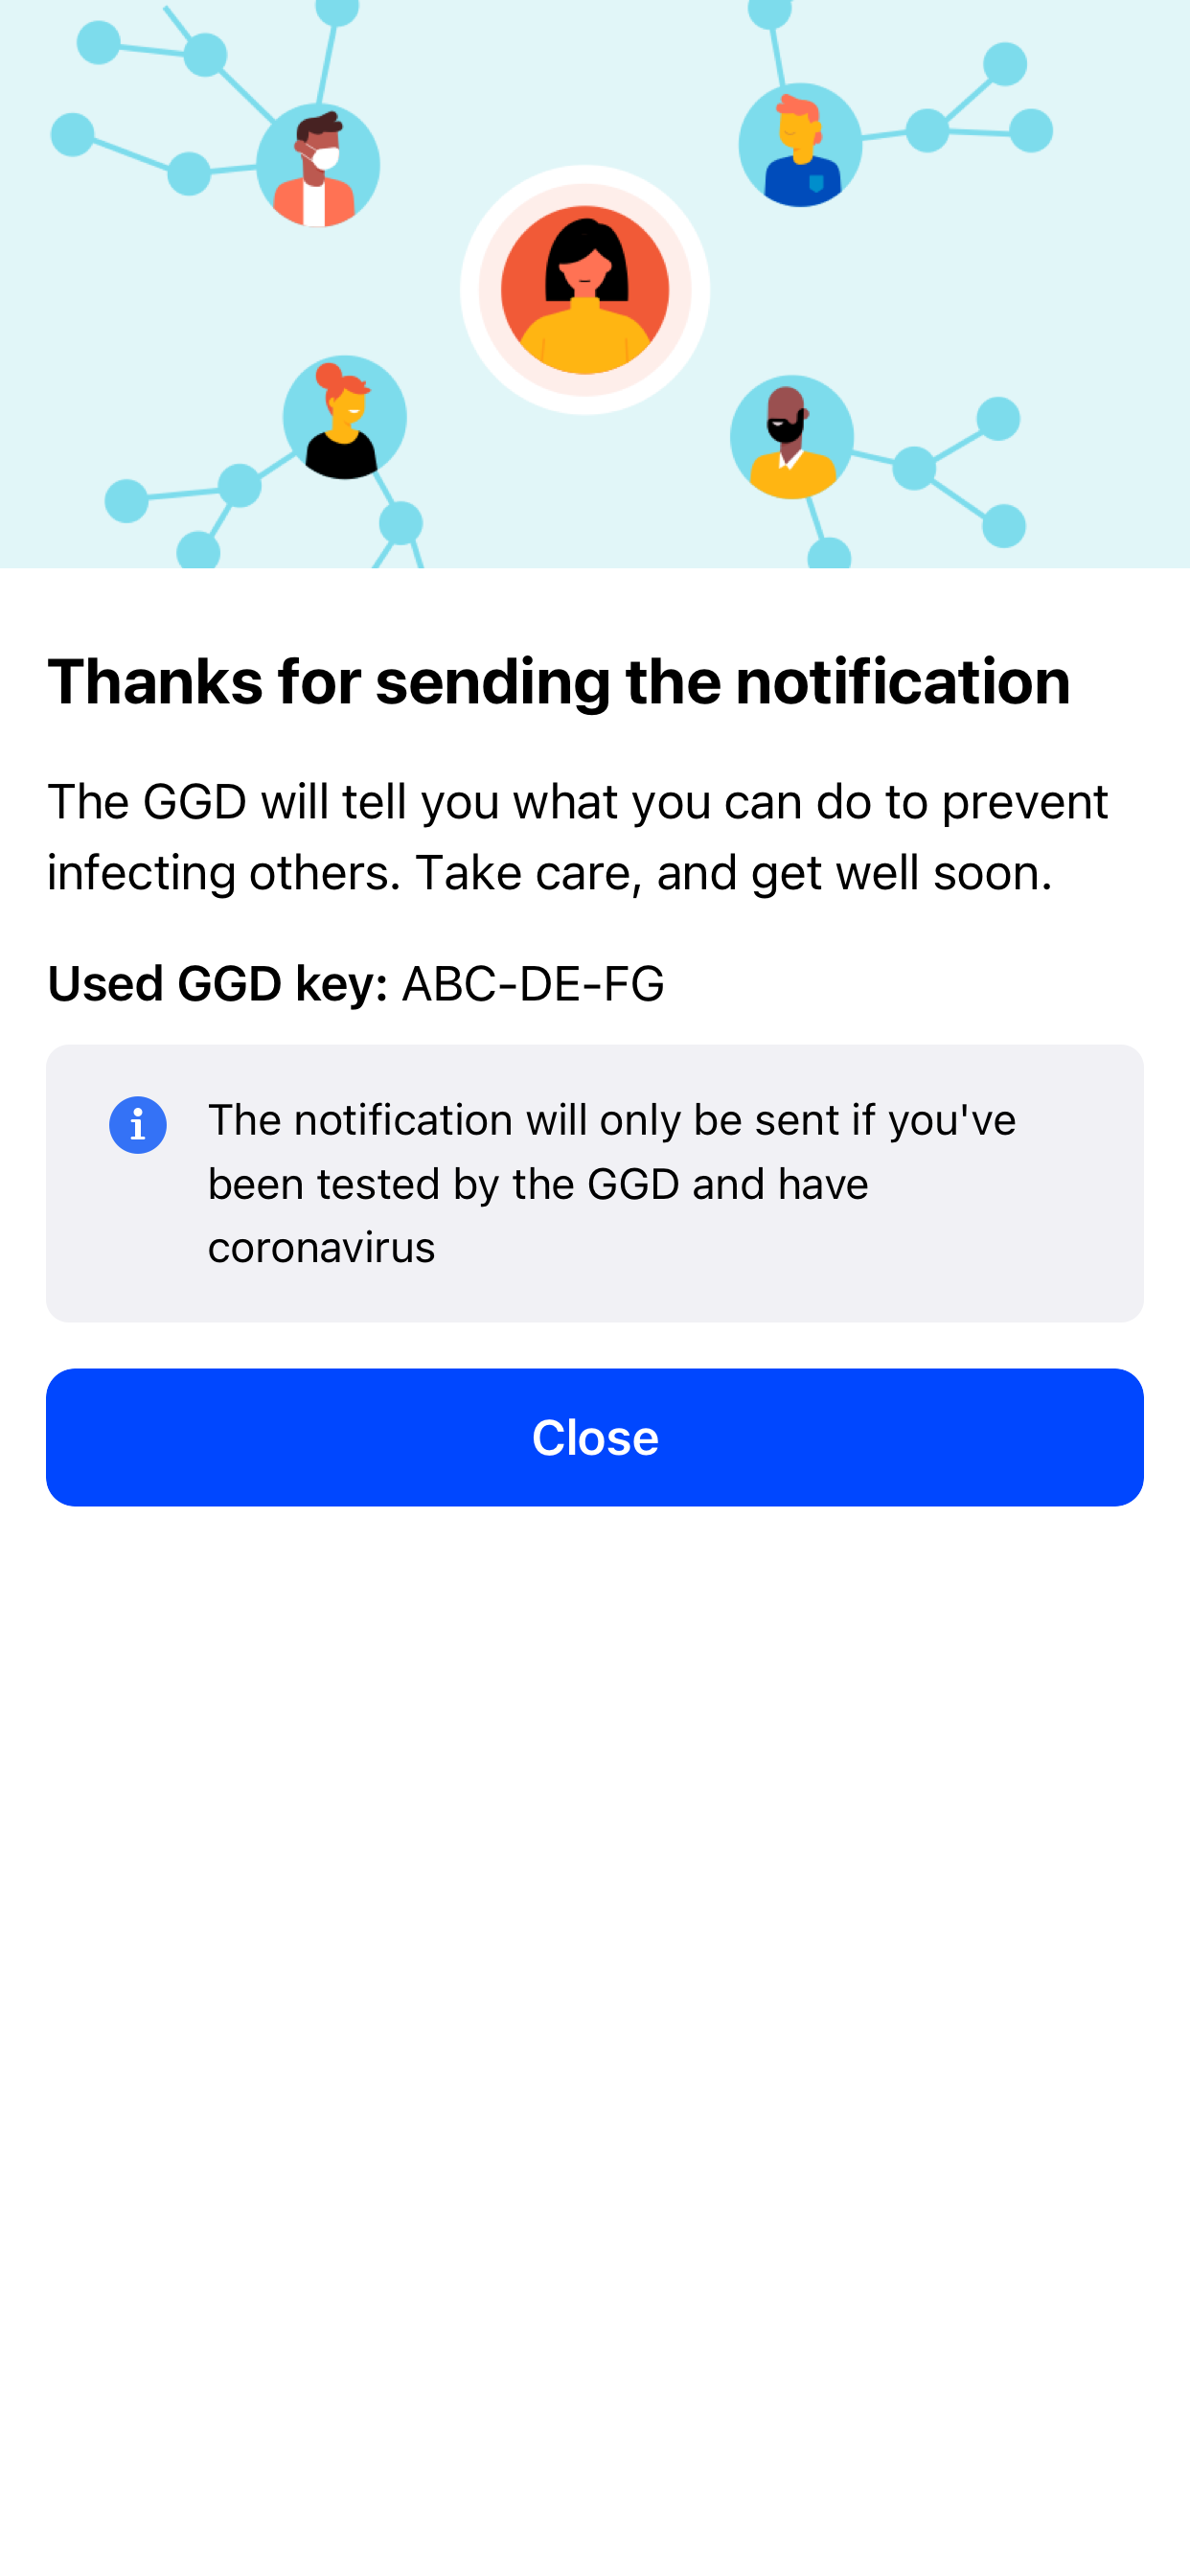 Thanks for sending the notification
The GGD will tell you what you can do to prevent
infecting others. Take care, and get well soon.
Used GGD key: ABC-DE-FG
The notification will only be sent if you've
been tested by the GGD and have
coronavirus
Close